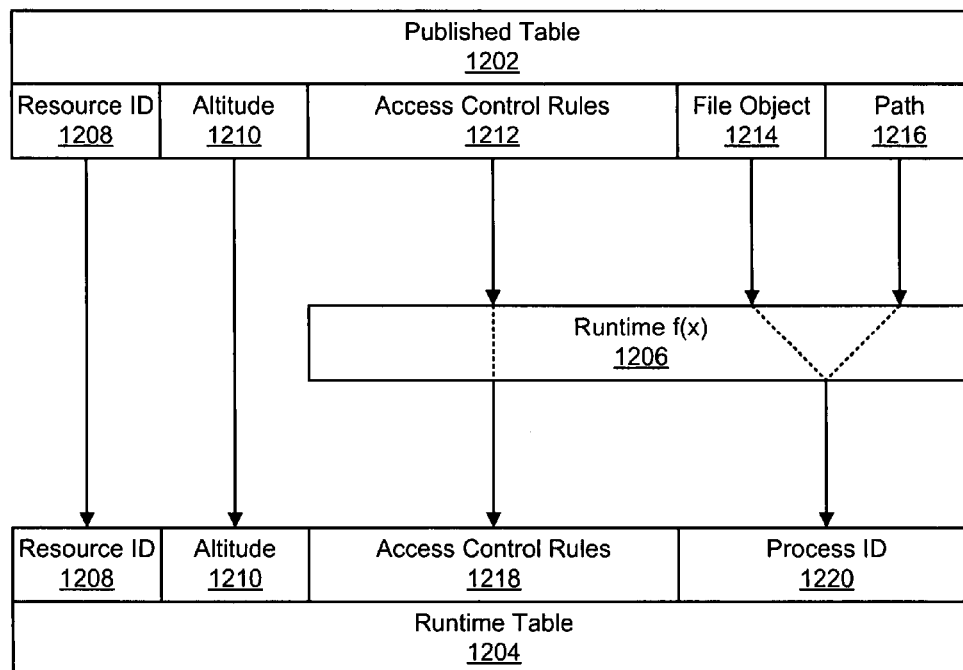 Published Table
1202
Resource ID
1208
Altitude
1210
Access Control Rules
1212
File Object
1214
Path
1216
Runtime f(x)
1206
Resource ID
1208
Altitude
1210
Access Control Rules
1218
Process ID
1220
Runtime Table
1204